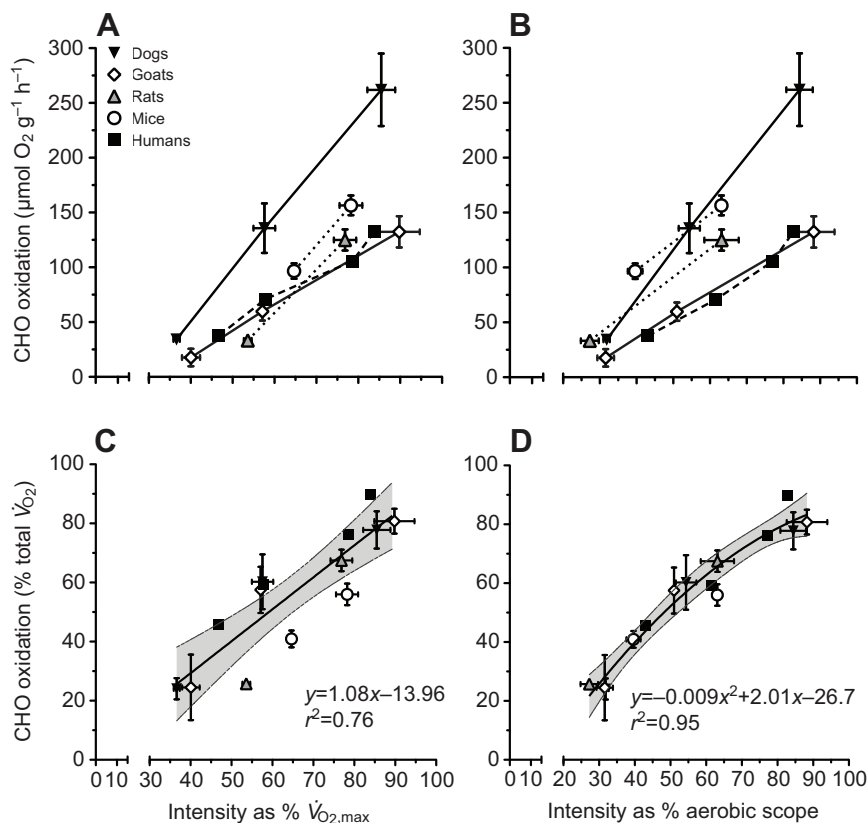 A
B
CHO oxidation (µmol O₂ g⁻¹ h⁻¹)
300
250
200
150
100
50
0
Dogs
Goats
Rats
Mice
Humans
C
D
CHO oxidation (% total V̇O₂)
100
80
60
40
20
0
y=1.08x–13.96
r²=0.76
y=–0.009x²+2.01x–26.7
r²=0.95
0 10 30 40 50 60 70 80 90 100
0 10 20 30 40 50 60 70 80 90 100
Intensity as % V̇O₂,max
Intensity as % aerobic scope